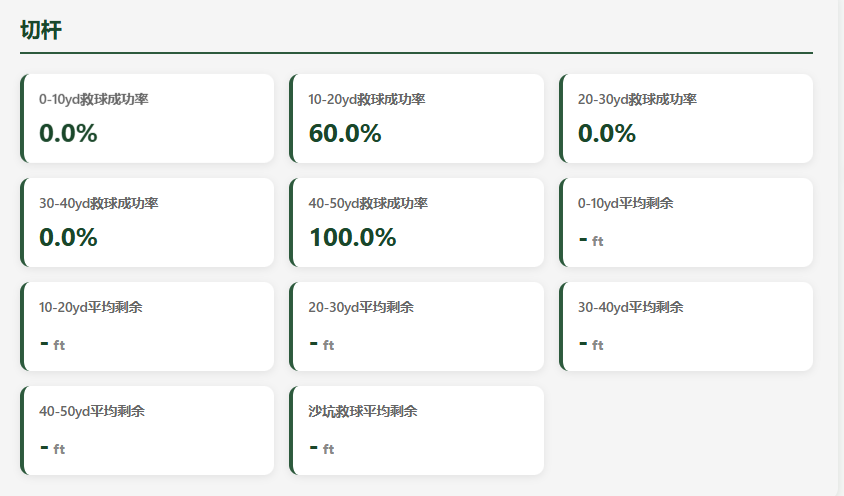 切杆
0-10yd救球成功率
0.0%
10-20yd救球成功率
60.0%
20-30yd救球成功率
0.0%
30-40yd救球成功率
0.0%
40-50yd救球成功率
100.0%
0-10yd平均剩余
- ft
10-20yd平均剩余
- ft
20-30yd平均剩余
- ft
30-40yd平均剩余
- ft
40-50yd平均剩余
- ft
沙坑救球平均剩余
- ft